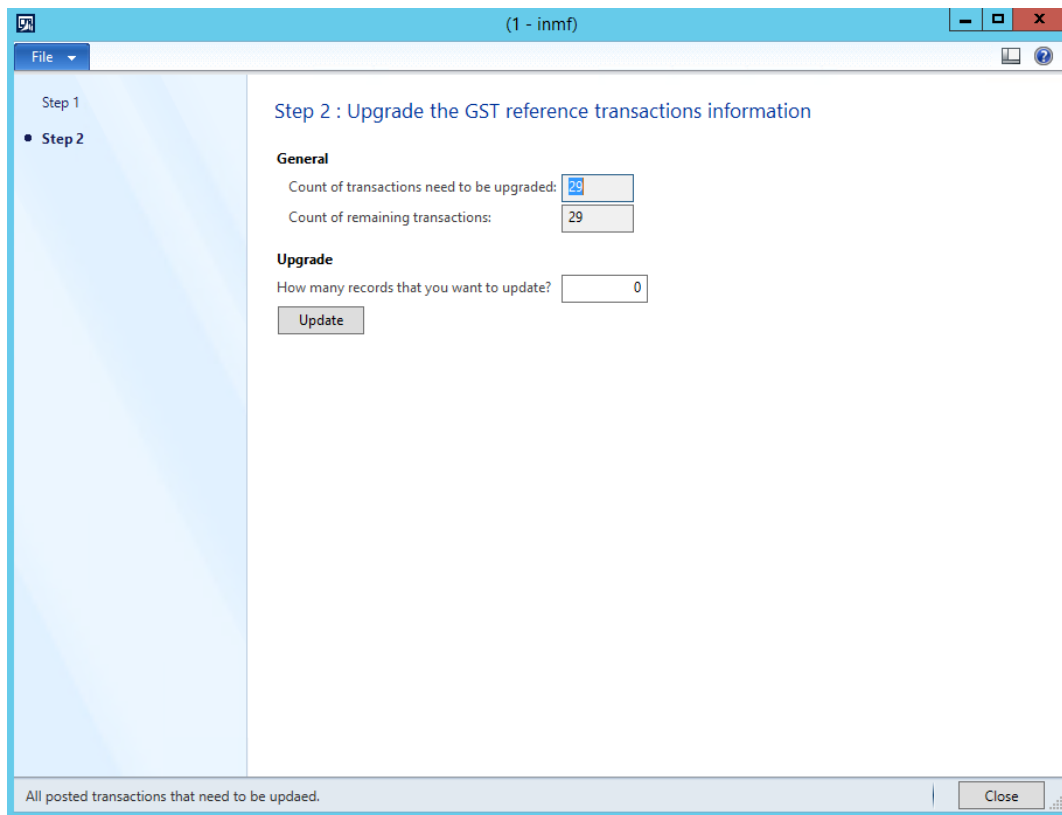 (1 - inmf)
File
Step 1
Step 2
Step 2 : Upgrade the GST reference transactions information
General
Count of transactions need to be upgraded: 29
Count of remaining transactions: 29
Upgrade
How many records that you want to update? 0
Update
All posted transactions that need to be updaed.
Close